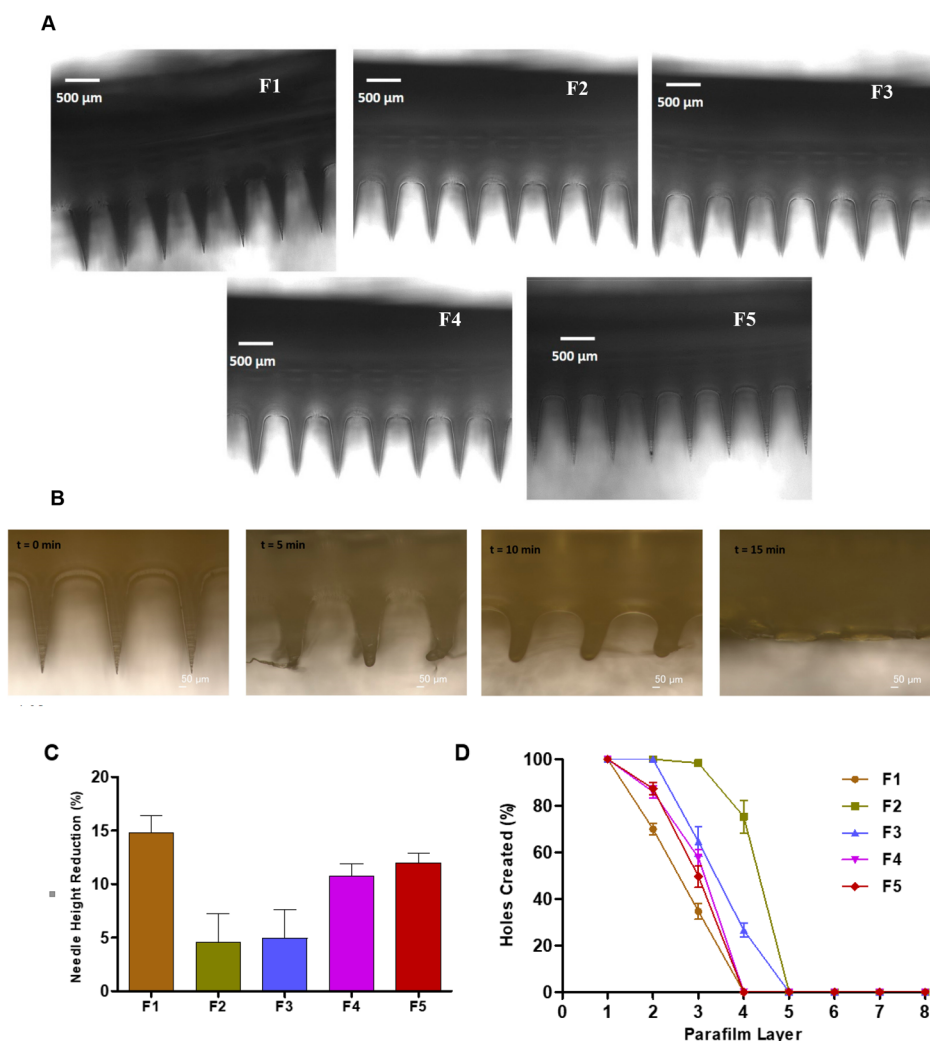 A
500 µm
F1
500 µm
F2
500 µm
F3
500 µm
F4
500 µm
F5
B
t = 0 min
50 µm
t = 5 min
50 µm
t = 10 min
50 µm
t = 15 min
50 µm
C
Needle Height Reduction (%)
20
15
10
5
0
F1 F2 F3 F4 F5
D
Holes Created (%)
100
80
60
40
20
0
0 1 2 3 4 5 6 7 8
Parafilm Layer
F1
F2
F3
F4
F5